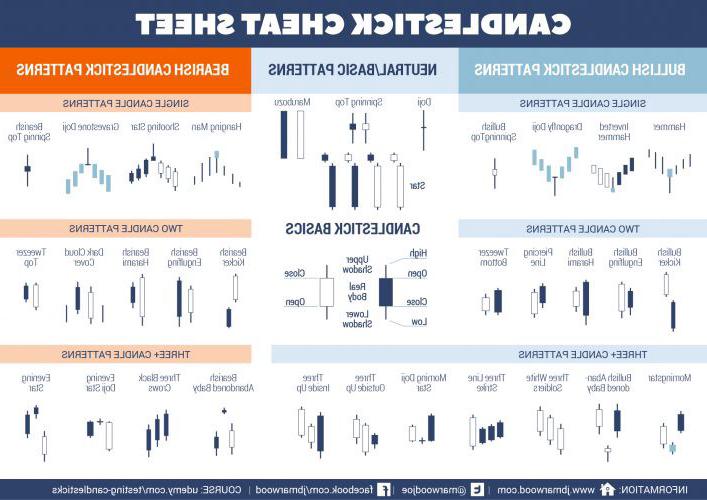 CANDLESTICK CHEAT SHEET
BULLISH CANDLESTICK PATTERNS
SINGLE CANDLE PATTERNS
Hammer
Inverted
Hammer
Dragonfly Doji
Bullish
SpinningTop
TWO CANDLE PATTERNS
Bullish
Kicker
Bullish
Engulfing
Bullish
Harami
Piercing
Line
Tweezer
Bottom
NEUTRAL/BASIC PATTERNS
Doji
Spinning Top
Marubozu
Star
CANDLESTICK BASICS
High
Open
Close
Low
Upper
Shadow
Real
Body
Lower
Shadow
Close
Open
THREE+ CANDLE PATTERNS
Morningstar
Bullish Aban-
doned Baby
Three White
Soldiers
Three Line
Strike
Morning Doji
Star
Three
Outside Up
Three
Inside Up
BEARISH CANDLESTICK PATTERNS
SINGLE CANDLE PATTERNS
Hanging Man
Shooting Star
Gravestone Doji
Bearish
Spinning Top
TWO CANDLE PATTERNS
Bearish
Kicker
Bearish
Engulfing
Bearish
Harami
Dark Cloud
Cover
Tweezer
Top
THREE+ CANDLE PATTERNS
Bearish
Abandoned Baby
Three Black
Crows
Evening
Doji Star
Evening
Star
INFORMATION: www.jbmarwood.com | @marwoodjoe | facebook.com/jbmarwood | COURSE: udemy.com/testing-candlesticks